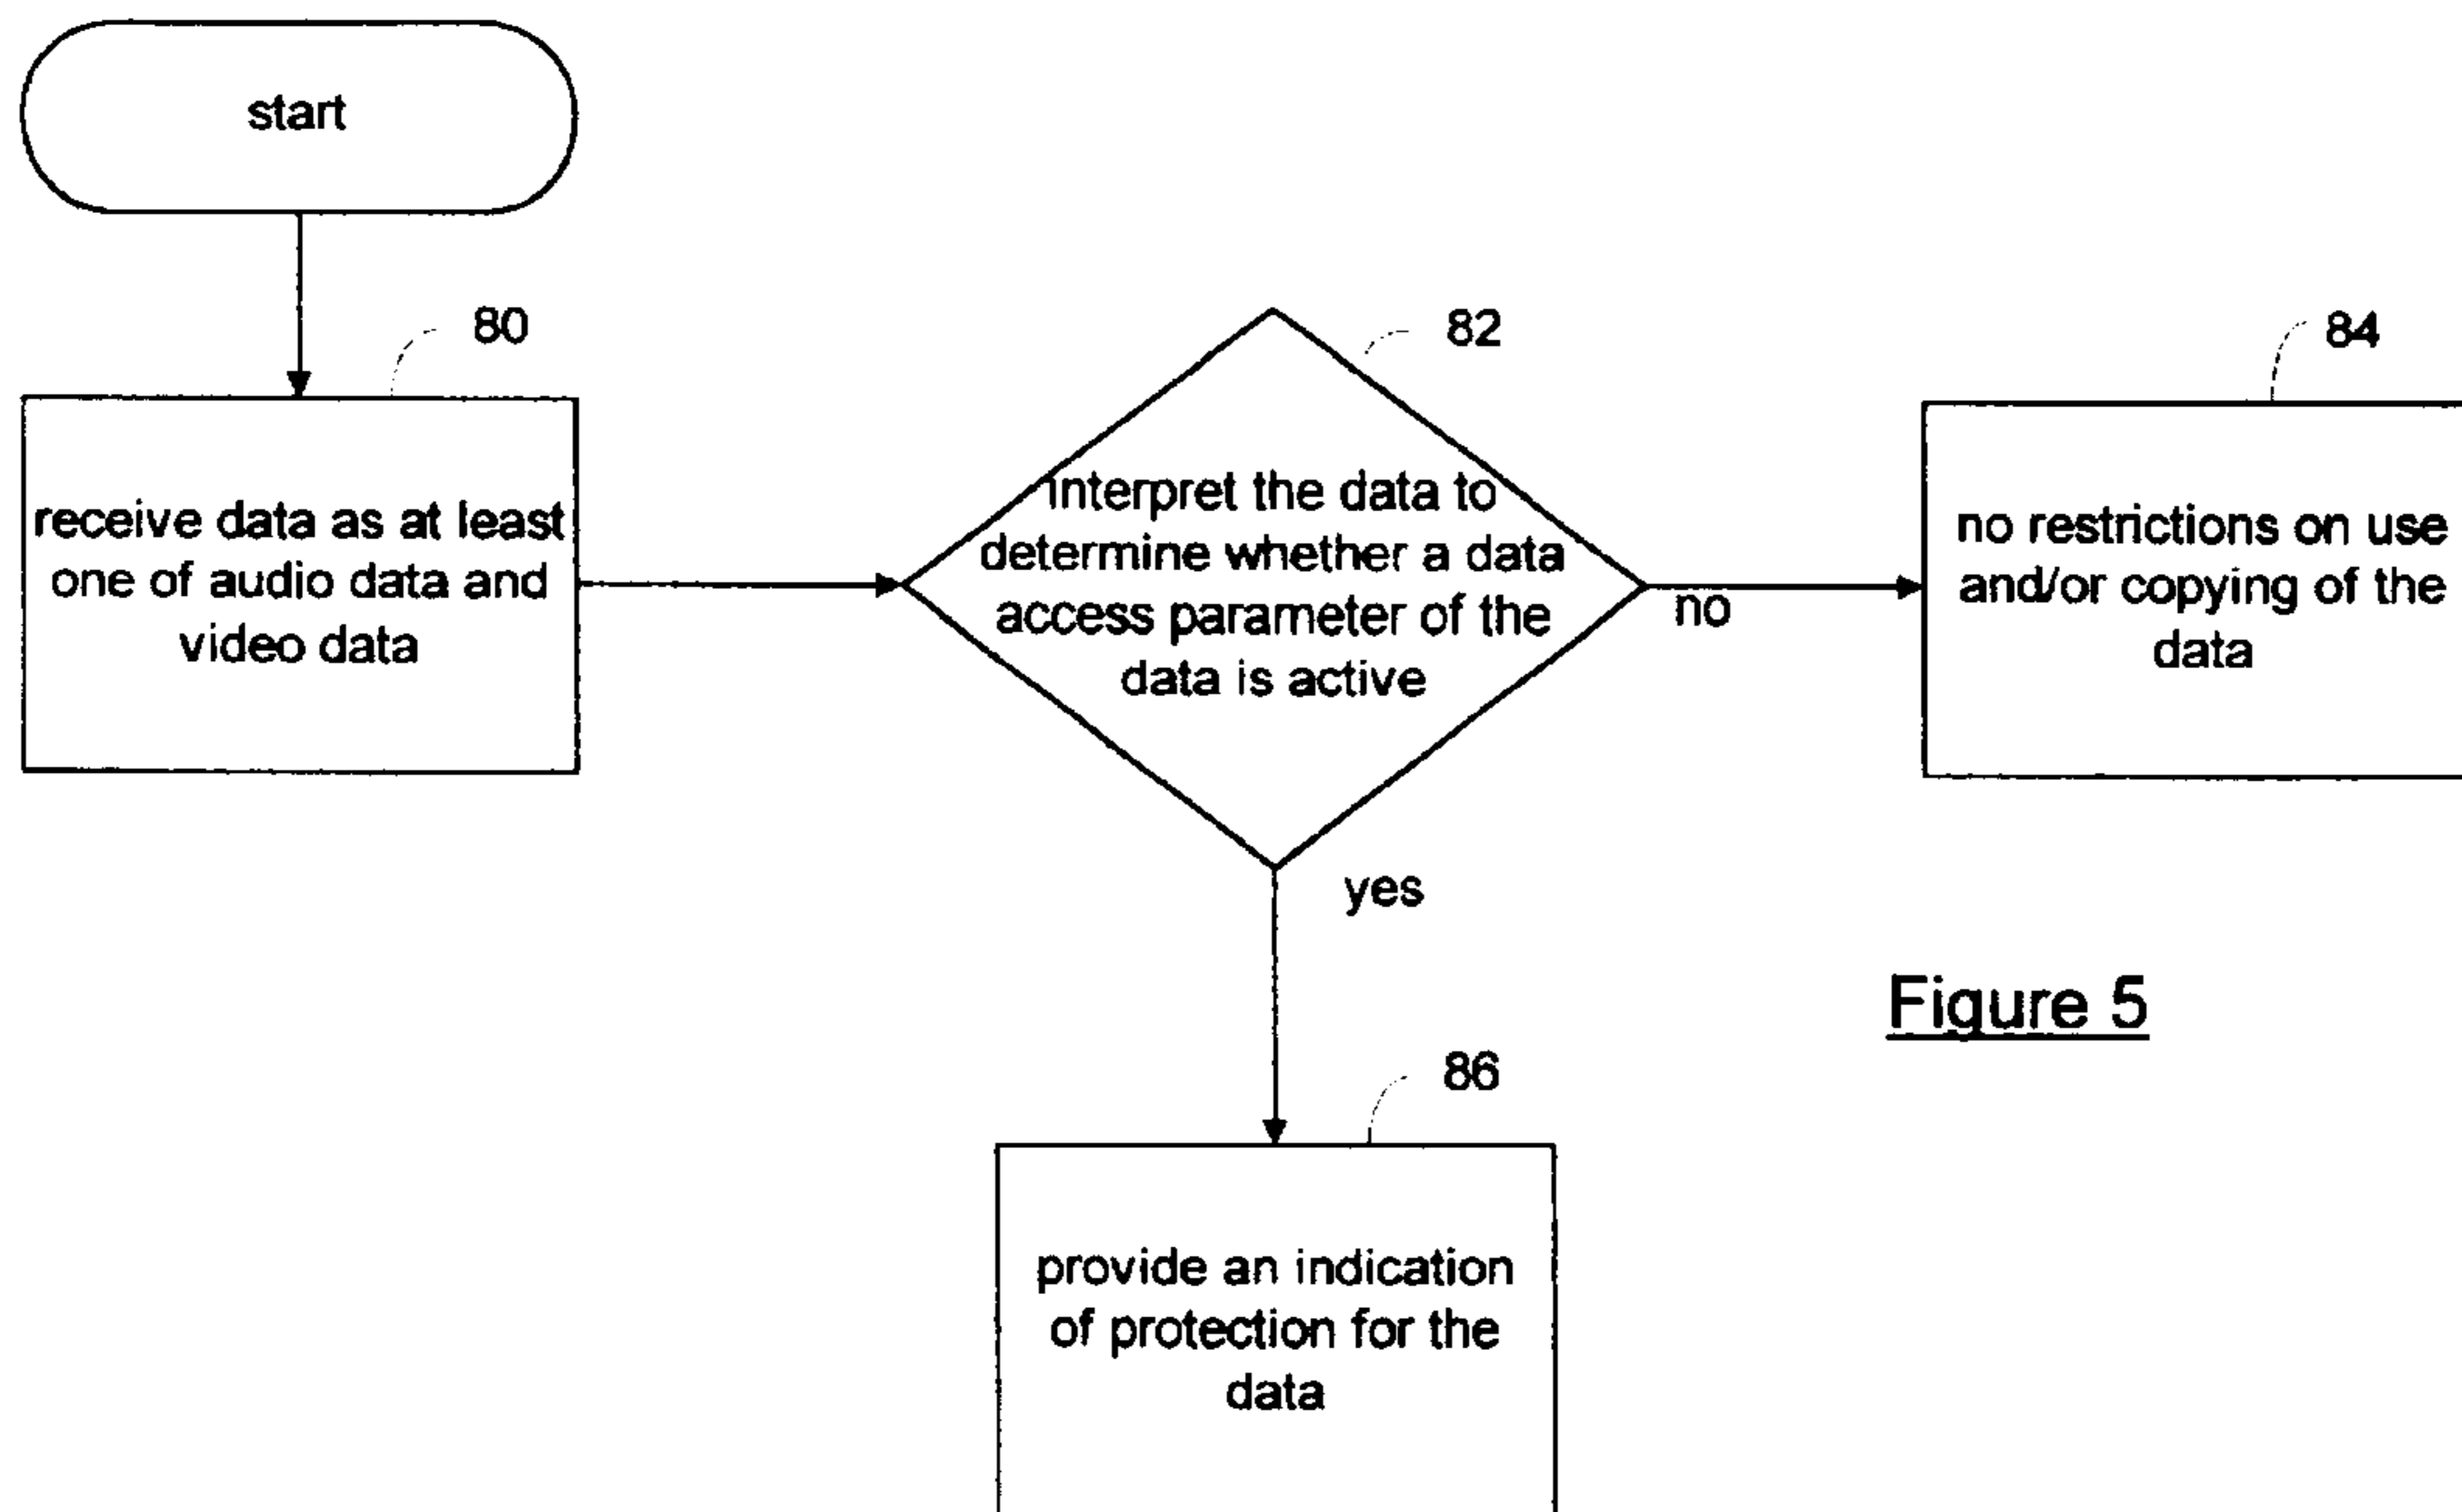 start
80
receive data as at least
one of audio data and
video data
82
interpret the data to
determine whether a data
access parameter of the
data is active
no
84
no restrictions on use
and/or copying of the
data
yes
Figure 5
86
provide an indication
of protection for the
data